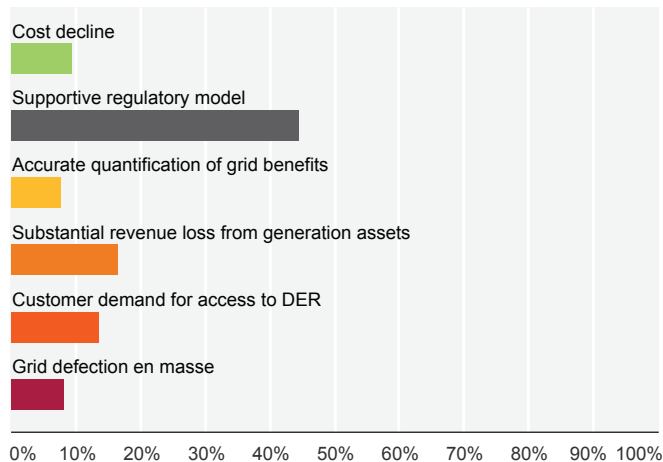 Cost decline
Supportive regulatory model
Accurate quantification of grid benefits
Substantial revenue loss from generation assets
Customer demand for access to DER
Grid defection en masse
0% 10% 20% 30% 40% 50% 60% 70% 80% 90% 100%